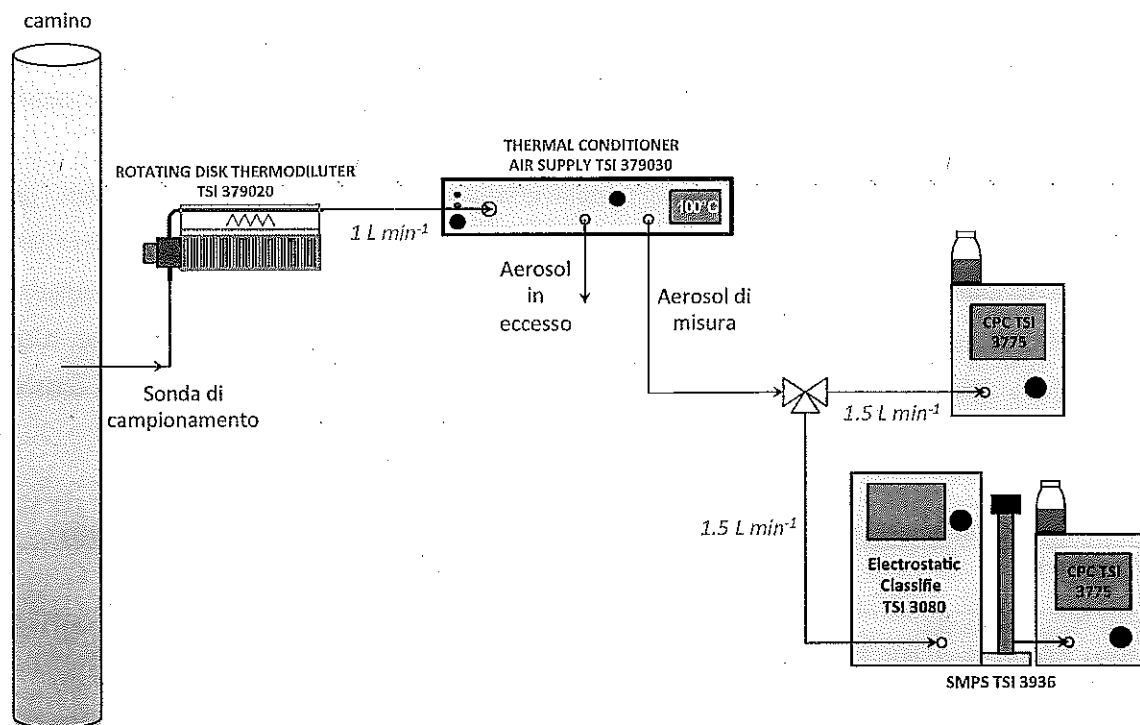 camino
ROTATING DISK THERMODILUTER
TSI 379020
THERMAL CONDITIONER
AIR SUPPLY TSI 379030
100°C
1 L min⁻¹
Aerosol
in
eccesso
Aerosol di
misura
Sonda di
campionamento
CPC TSI
3775
1.5 L min⁻¹
1.5 L min⁻¹
Electrostatic
Classifie
TSI 3080
CPC TSI
3775
SMPS TSI 3936